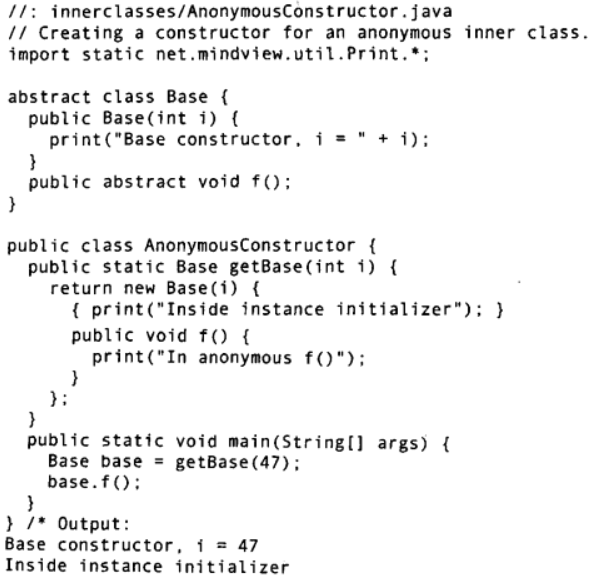 //: innerclasses/AnonymousConstructor.java
// Creating a constructor for an anonymous inner class.
import static net.mindview.util.Print.*;

abstract class Base {
  public Base(int i) {
    print("Base constructor, i = " + i);
  }
  public abstract void f();
}

public class AnonymousConstructor {
  public static Base getBase(int i) {
    return new Base(i) {
      { print("Inside instance initializer"); }
      public void f() {
        print("In anonymous f()");
      }
    };
  }
  public static void main(String[] args) {
    Base base = getBase(47);
    base.f();
  }
} /* Output:
Base constructor, i = 47
Inside instance initializer